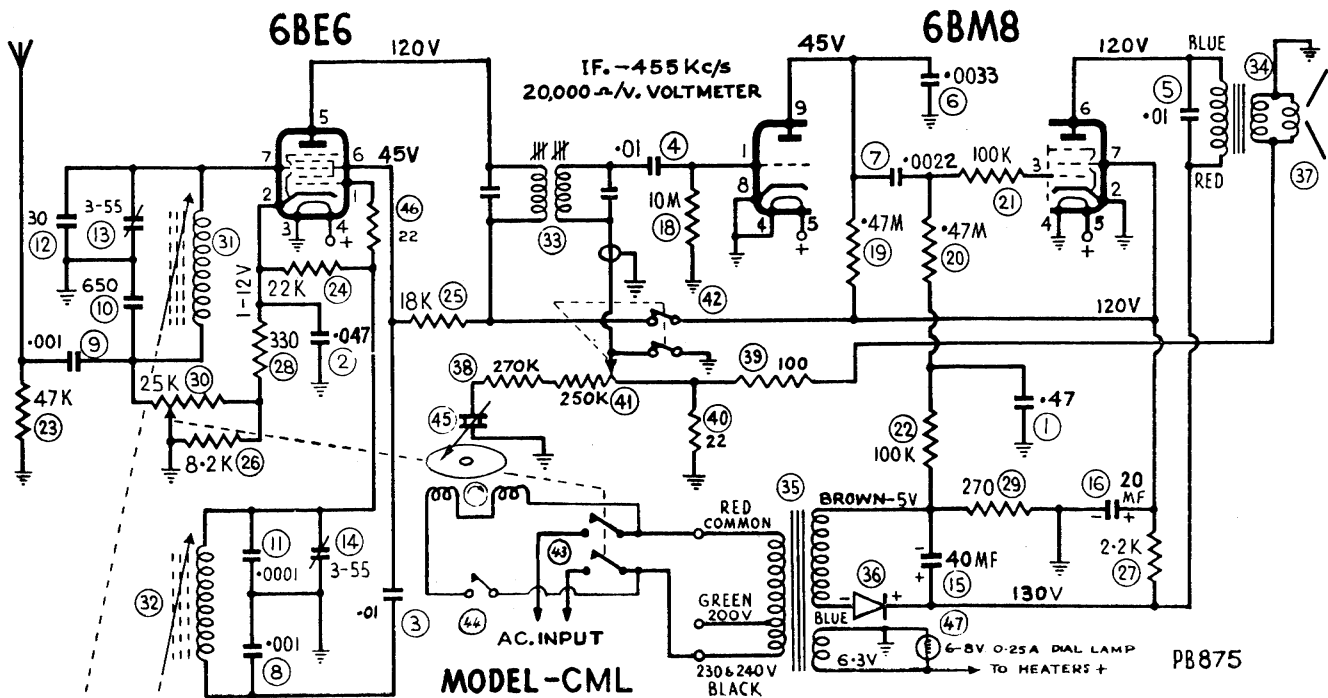 6BE6
6BM8
120V
IF.-455 Kc/s
20,000 Ω/V. VOLTMETER
45V
120V
BLUE
34
5
·0033
6
5
·01
9
6
7
6
45V
·01
4
1
7
·0022
100K
3
7
37
2
1
8
21
2
RED
30
3-55
3
4
+
46
22
10M
18
4
5
+
4
5
+
12
13
31
33
·47M
19
·47M
20
22K
24
650
10
1-12V
18K
25
42
120V
·001
9
330
28
·047
2
38
270K
39
100
25K
30
250K
41
47K
23
45
40
22
22
100K
·47
1
8.2K
26
35
BROWN-5V
270
29
16
20
MF
-
+
RED
COMMON
11
·0001
14
3-55
43
-
40MF
+
15
2·2K
27
32
36
-
+
130V
·01
3
44
GREEN
200V
BLUE
47
A.C. INPUT
·001
8
6·3V
6-8V 0·25A DIAL LAMP
TO HEATERS +
MODEL-CML
230 & 240V
BLACK
PB875